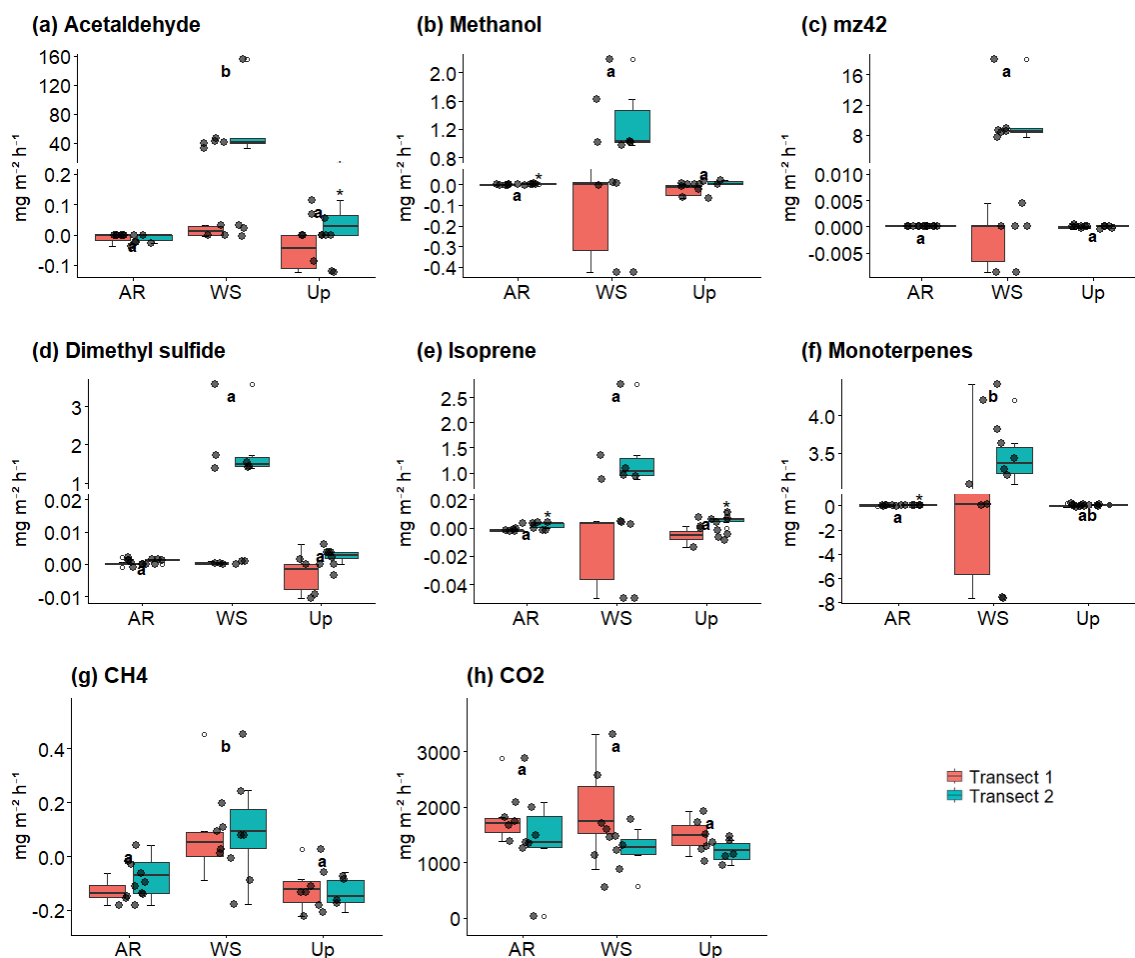 (a) Acetaldehyde
(b) Methanol
(c) mz42
mg m⁻² h⁻¹
160
120
80
40
0.2
0.1
0.0
-0.1
b
a
a
*
AR
WS
Up
mg m⁻² h⁻¹
2.0
1.6
1.2
0.8
0.0
-0.1
-0.2
-0.3
-0.4
a
a
a
*
AR
WS
Up
mg m⁻² h⁻¹
16
12
8
0.010
0.005
0.000
-0.005
a
a
a
AR
WS
Up
(d) Dimethyl sulfide
(e) Isoprene
(f) Monoterpenes
mg m⁻² h⁻¹
3
2
1
0.02
0.01
0.00
-0.01
a
a
a
AR
WS
Up
mg m⁻² h⁻¹
2.5
2.0
1.5
1.0
0.02
0.00
-0.02
-0.04
a
a
a
*
*
AR
WS
Up
mg m⁻² h⁻¹
4.0
3.5
0
-2
-4
-6
-8
b
a
ab
*
AR
WS
Up
(g) CH4
(h) CO2
mg m⁻² h⁻¹
0.4
0.2
0.0
-0.2
a
b
a
AR
WS
Up
mg m⁻² h⁻¹
3000
2000
1000
0
a
a
a
AR
WS
Up
Transect 1
Transect 2